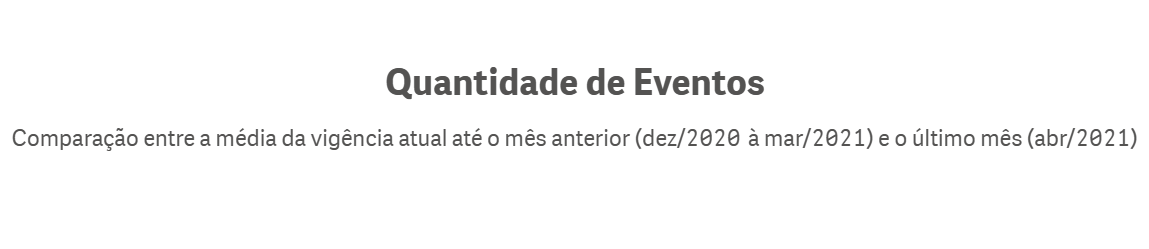 Quantidade de Eventos
Comparação entre a média da vigência atual até o mês anterior (dez/2020 à mar/2021) e o último mês (abr/2021)